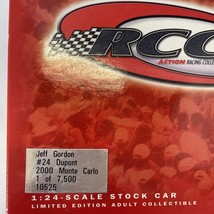 RCC
ACTION RACING COLLE
Jeff Gordon
#24 Dupont
2000 Monte Carlo
1 of 7,500
10525
1:24-SCALE STOCK CAR
LIMITED EDITION ADULT COLLECTIBLE